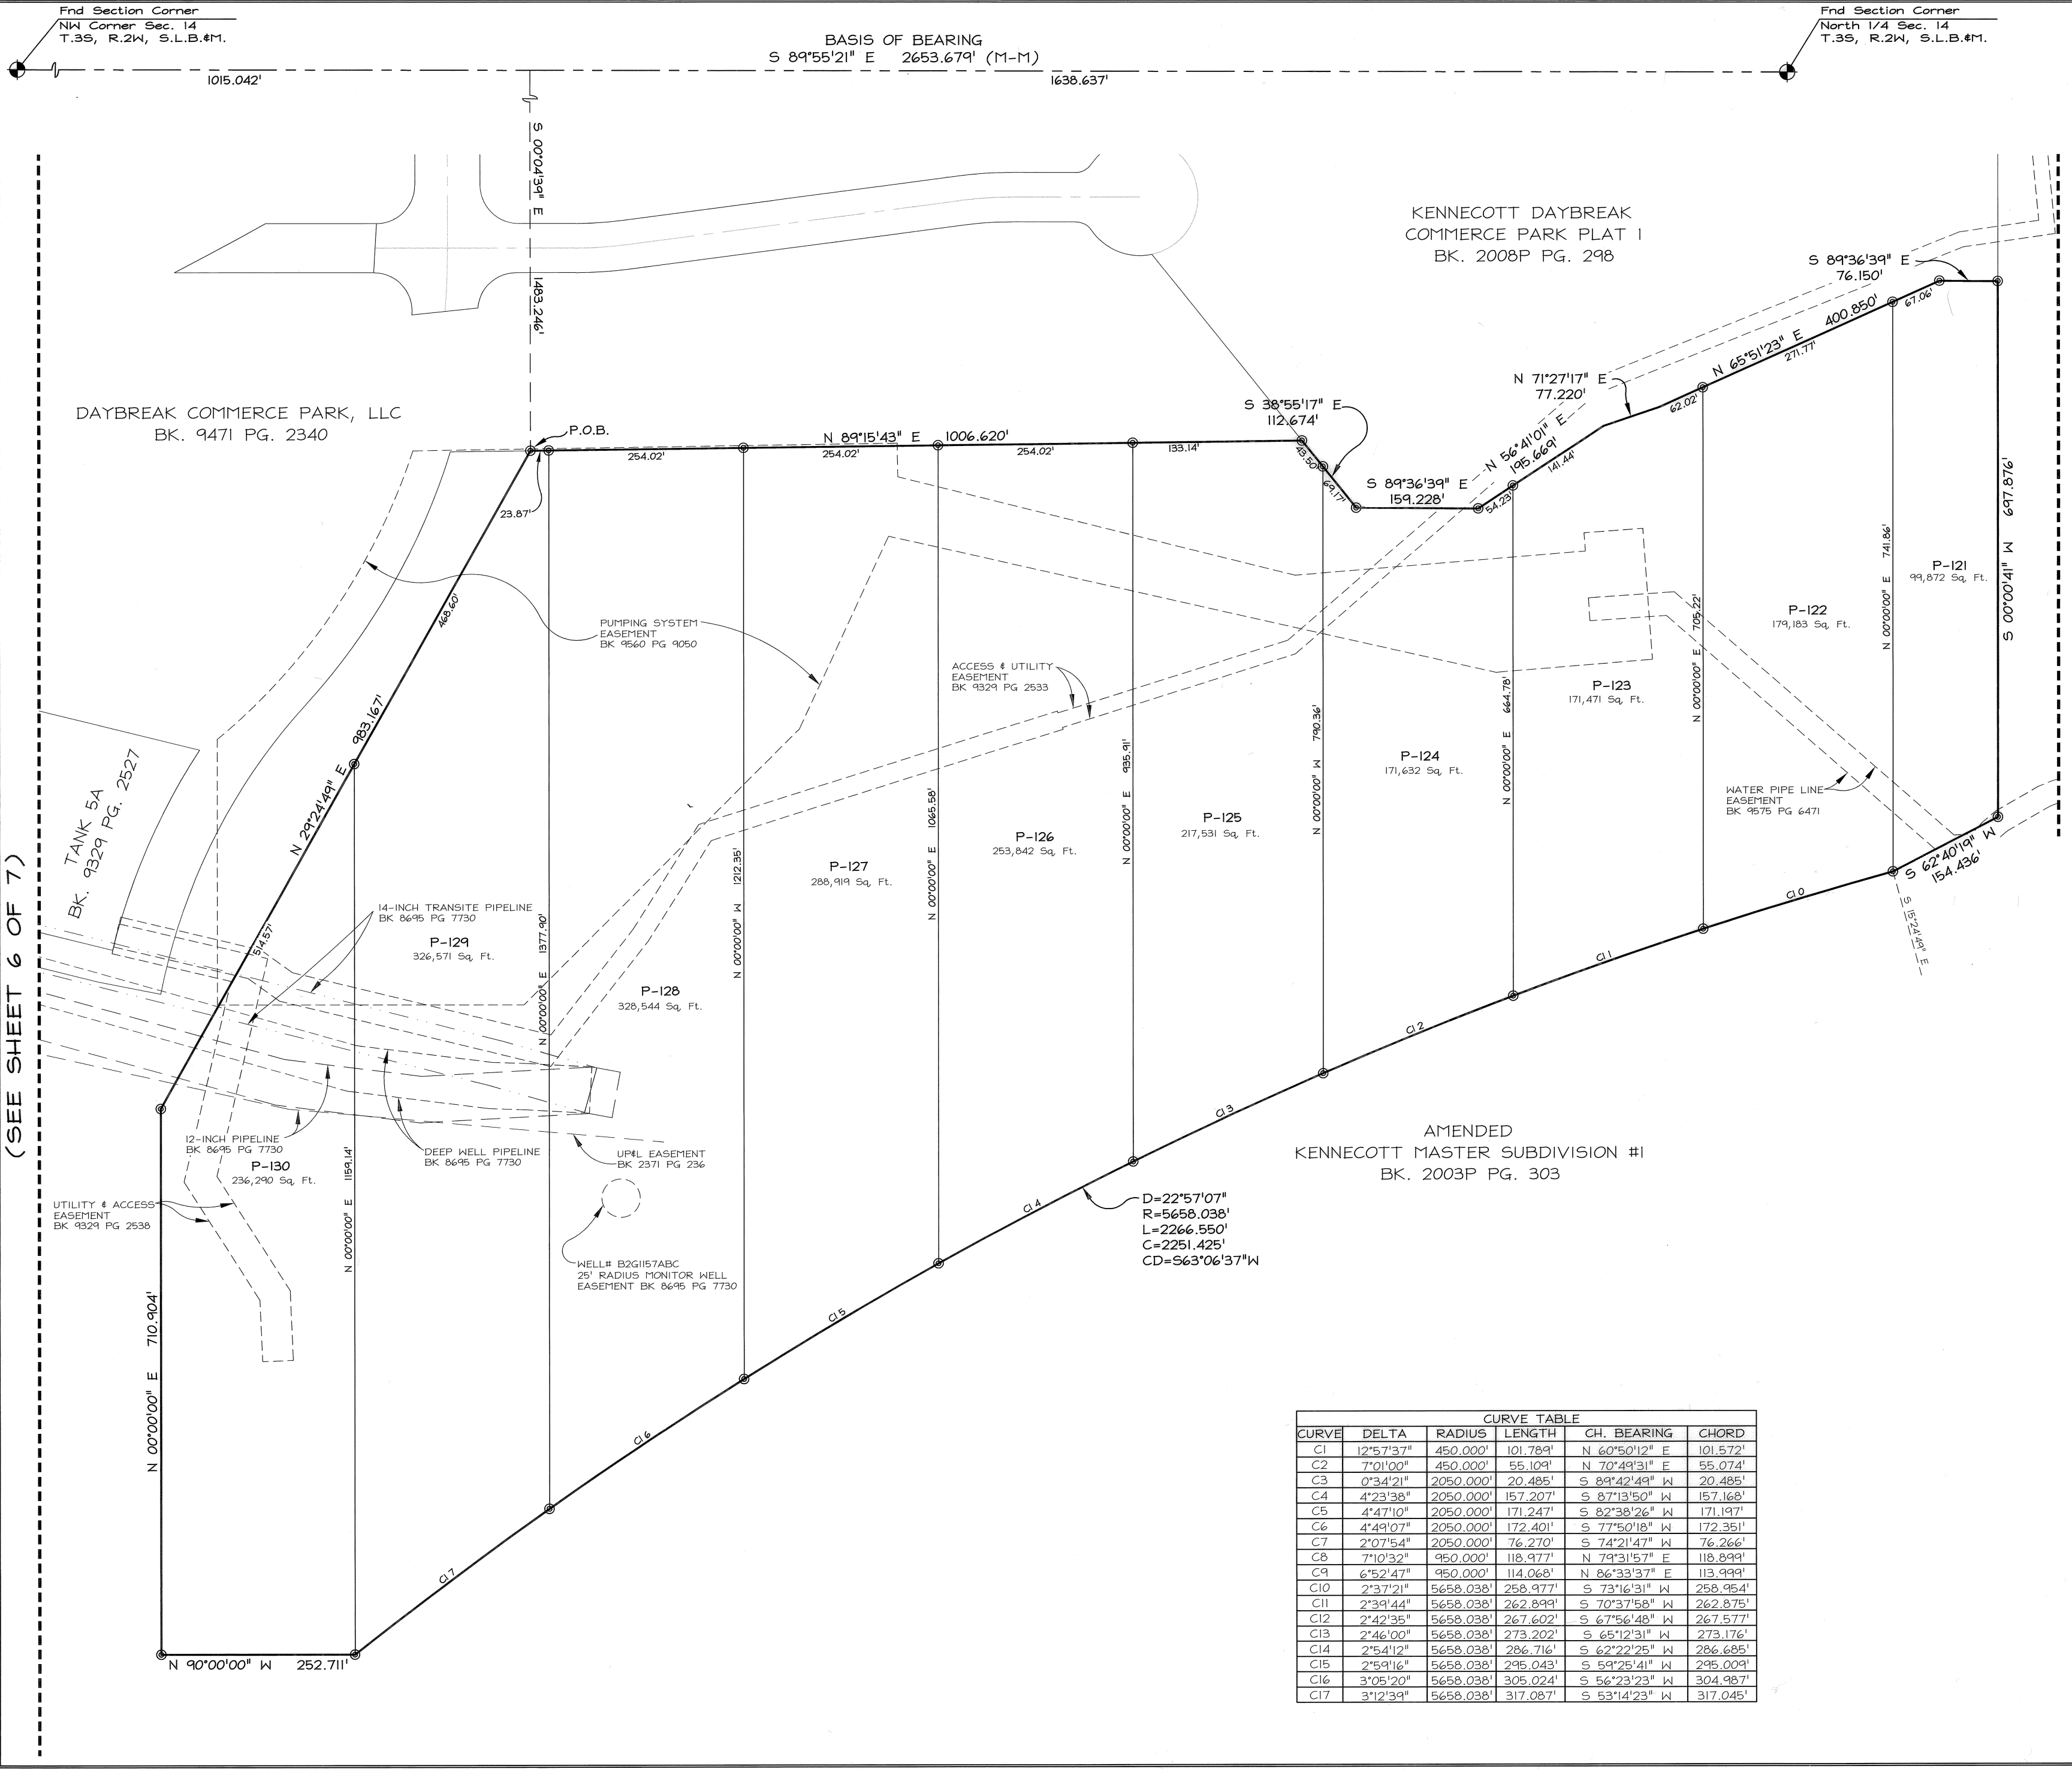 Fnd Section Corner
NW Corner Sec. 14
T.3S, R.2W, S.L.B.&M.
BASIS OF BEARING
S 89°55'21" E 2653.679' (M-M)
Fnd Section Corner
North 1/4 Sec. 14
T.3S, R.2W, S.L.B.&M.
1015.042'
1638.637'
S 00°04'39" E
1483.246'
KENNECOTT DAYBREAK
COMMERCE PARK PLAT 1
BK. 2008P PG. 298
S 89°36'39" E
76.150'
67.06'
N 65°51'23" E 400.850'
271.77'
N 71°27'17" E
77.220'
62.02'
S 38°55'17" E
112.674'
DAYBREAK COMMERCE PARK, LLC
BK. 9471 PG. 2340
P.O.B.
N 89°15'43" E 1006.620'
254.02'
254.02'
254.02'
133.14'
23.87'
43.50'
69.17'
S 89°36'39" E
159.228'
N 56°41'01" E
195.669'
141.44'
54.23'
S 00°00'41" W 697.876'
N 00°00'00" E 741.86'
P-121
99,872 Sq. Ft.
P-122
179,183 Sq. Ft.
N 00°00'00" E 705.22'
P-123
171,471 Sq. Ft.
N 00°00'00" E 664.78'
P-124
171,632 Sq. Ft.
N 00°00'00" W 790.36'
P-125
217,531 Sq. Ft.
N 00°00'00" E 935.91'
P-126
253,842 Sq. Ft.
N 00°00'00" E 1065.58'
P-127
288,919 Sq. Ft.
N 00°00'00" W 1212.35'
P-128
328,544 Sq. Ft.
N 00°00'00" E 1377.90'
P-129
326,571 Sq. Ft.
N 00°00'00" E 1159.14'
P-130
236,290 Sq. Ft.
PUMPING SYSTEM
EASEMENT
BK 9560 PG 9050
ACCESS & UTILITY
EASEMENT
BK 9329 PG 2533
WATER PIPE LINE
EASEMENT
BK 9575 PG 6471
S 62°40'19" W
154.436'
S 15°24'49" E
468.60'
N 29°24'49" E 983.167'
514.57'
TANK 5A
BK. 9329 PG. 2527
(SEE SHEET 6 OF 7)
14-INCH TRANSITE PIPELINE
BK 8695 PG 7730
12-INCH PIPELINE
BK 8695 PG 7730
DEEP WELL PIPELINE
BK 8695 PG 7730
UP&L EASEMENT
BK 2371 PG 236
UTILITY & ACCESS
EASEMENT
BK 9329 PG 2538
WELL# B2G1157ABC
25' RADIUS MONITOR WELL
EASEMENT BK 8695 PG 7730
N 00°00'00" E 710.904'
N 90°00'00" W 252.711'
C10
C11
C12
C13
C14
C15
C16
C17
AMENDED
KENNECOTT MASTER SUBDIVISION #1
BK. 2003P PG. 303
D=22°57'07"
R=5658.038'
L=2266.550'
C=2251.425'
CD=S63°06'37"W
CURVE TABLE
CURVE DELTA RADIUS LENGTH CH. BEARING CHORD
C1 12°57'37" 450.000' 101.789' N 60°50'12" E 101.572'
C2 7°01'00" 450.000' 55.109' N 70°49'31" E 55.074'
C3 0°34'21" 2050.000' 20.485' S 89°42'49" W 20.485'
C4 4°23'38" 2050.000' 157.207' S 87°13'50" W 157.168'
C5 4°47'10" 2050.000' 171.247' S 82°38'26" W 171.197'
C6 4°49'07" 2050.000' 172.401' S 77°50'18" W 172.351'
C7 2°07'54" 2050.000' 76.270' S 74°21'47" W 76.266'
C8 7°10'32" 950.000' 118.977' N 79°31'57" E 118.899'
C9 6°52'47" 950.000' 114.068' N 86°33'37" E 113.999'
C10 2°37'21" 5658.038' 258.977' S 73°16'31" W 258.954'
C11 2°39'44" 5658.038' 262.899' S 70°37'58" W 262.875'
C12 2°42'35" 5658.038' 267.602' S 67°56'48" W 267.577'
C13 2°46'00" 5658.038' 273.202' S 65°12'31" W 273.176'
C14 2°54'12" 5658.038' 286.716' S 62°22'25" W 286.685'
C15 2°59'16" 5658.038' 295.043' S 59°25'41" W 295.009'
C16 3°05'20" 5658.038' 305.024' S 56°23'23" W 304.987'
C17 3°12'39" 5658.038' 317.087' S 53°14'23" W 317.045'